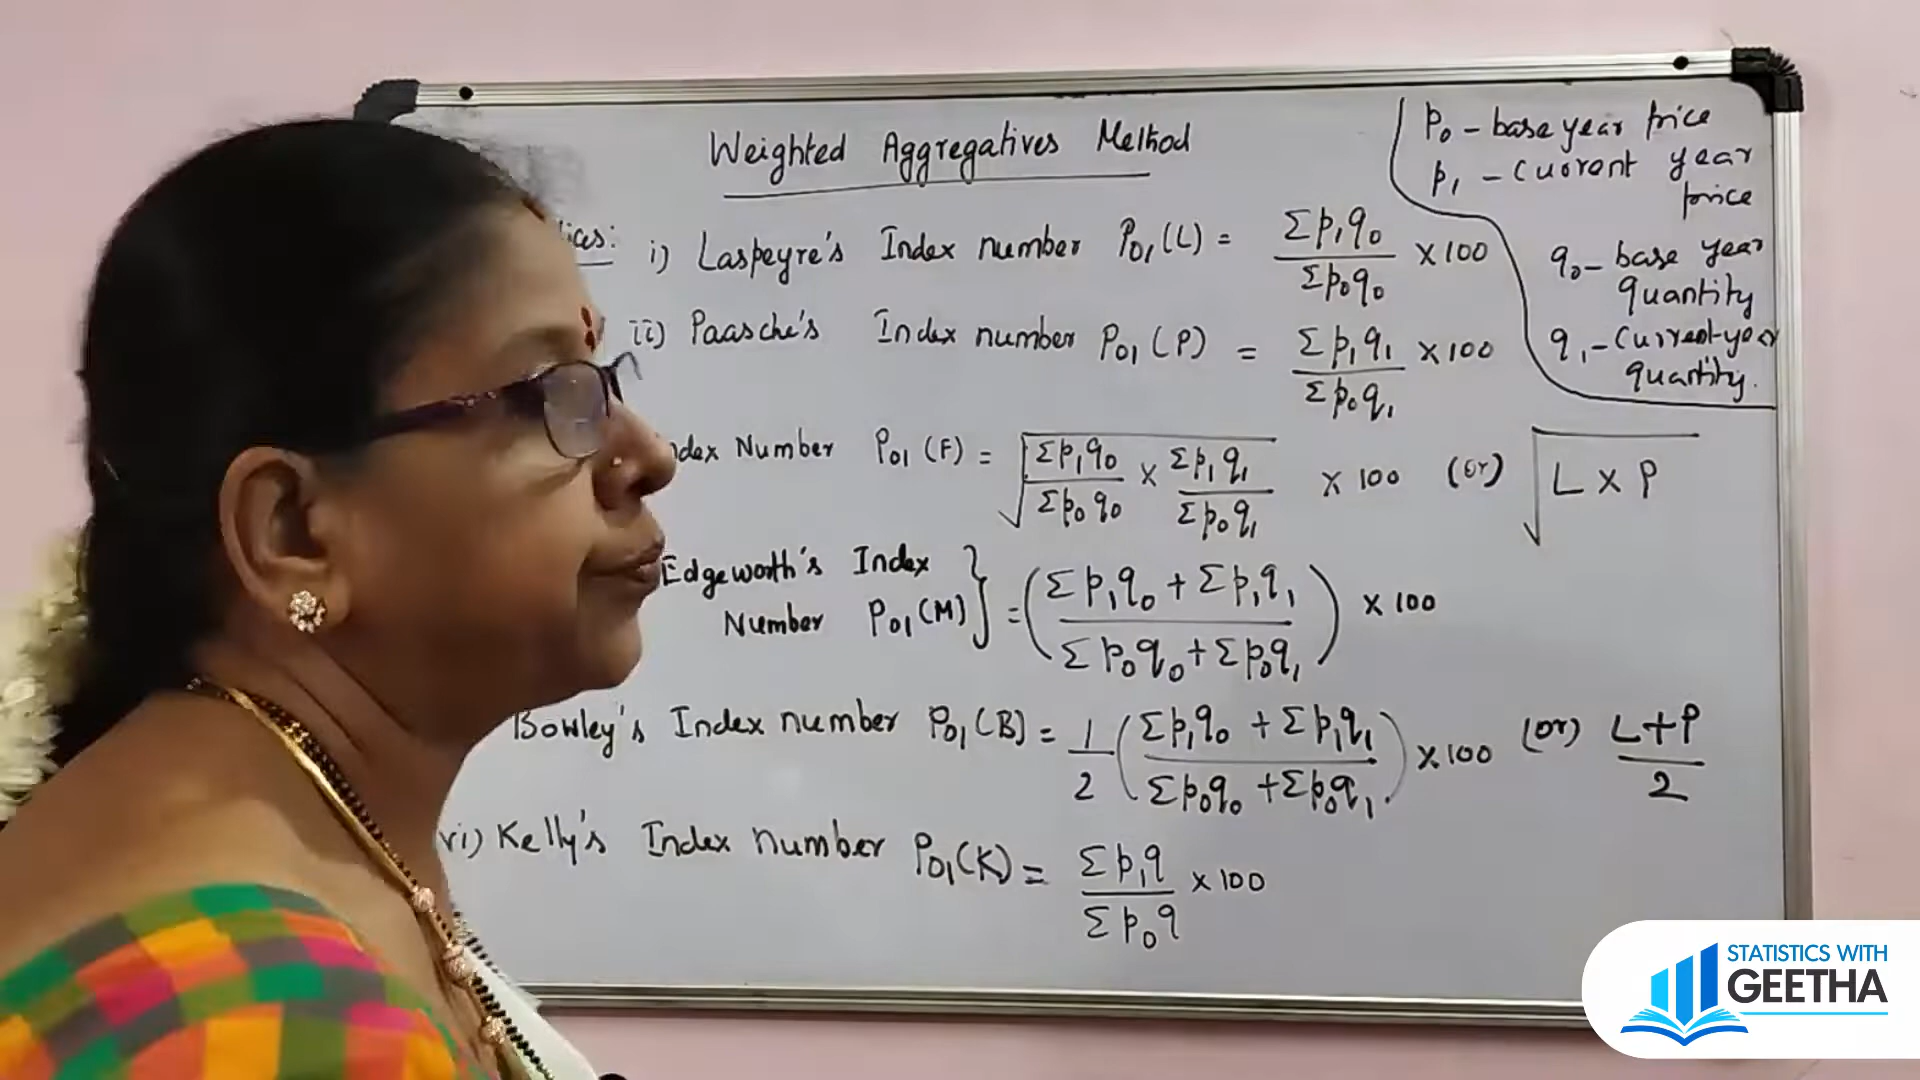 Weighted Aggregatives Method
p₀ - base year price
p₁ - Current year
price
q₀ - base year
quantity
q₁ - Current year
quantity.
i) Laspeyre's Index number P₀₁(L) = Σp₁q₀ / Σp₀q₀ × 100
ii) Paasche's Index number P₀₁(P) = Σp₁q₁ / Σp₀q₁ × 100
Number P₀₁(F) = √(Σp₁q₀ / Σp₀q₀ × Σp₁q₁ / Σp₀q₁) × 100 (or) √(L × P)
Edgeworth's Index
Number P₀₁(M) } = (Σp₁q₀ + Σp₁q₁ / Σp₀q₀ + Σp₀q₁) × 100
Bowley's Index number P₀₁(B) = 1/2 (Σp₁q₀ + Σp₁q₁ / Σp₀q₀ + Σp₀q₁) × 100 (or) L+P / 2
vi) Kelly's Index number P₀₁(K) = Σp₁q / Σp₀q × 100
STATISTICS WITH
GEETHA